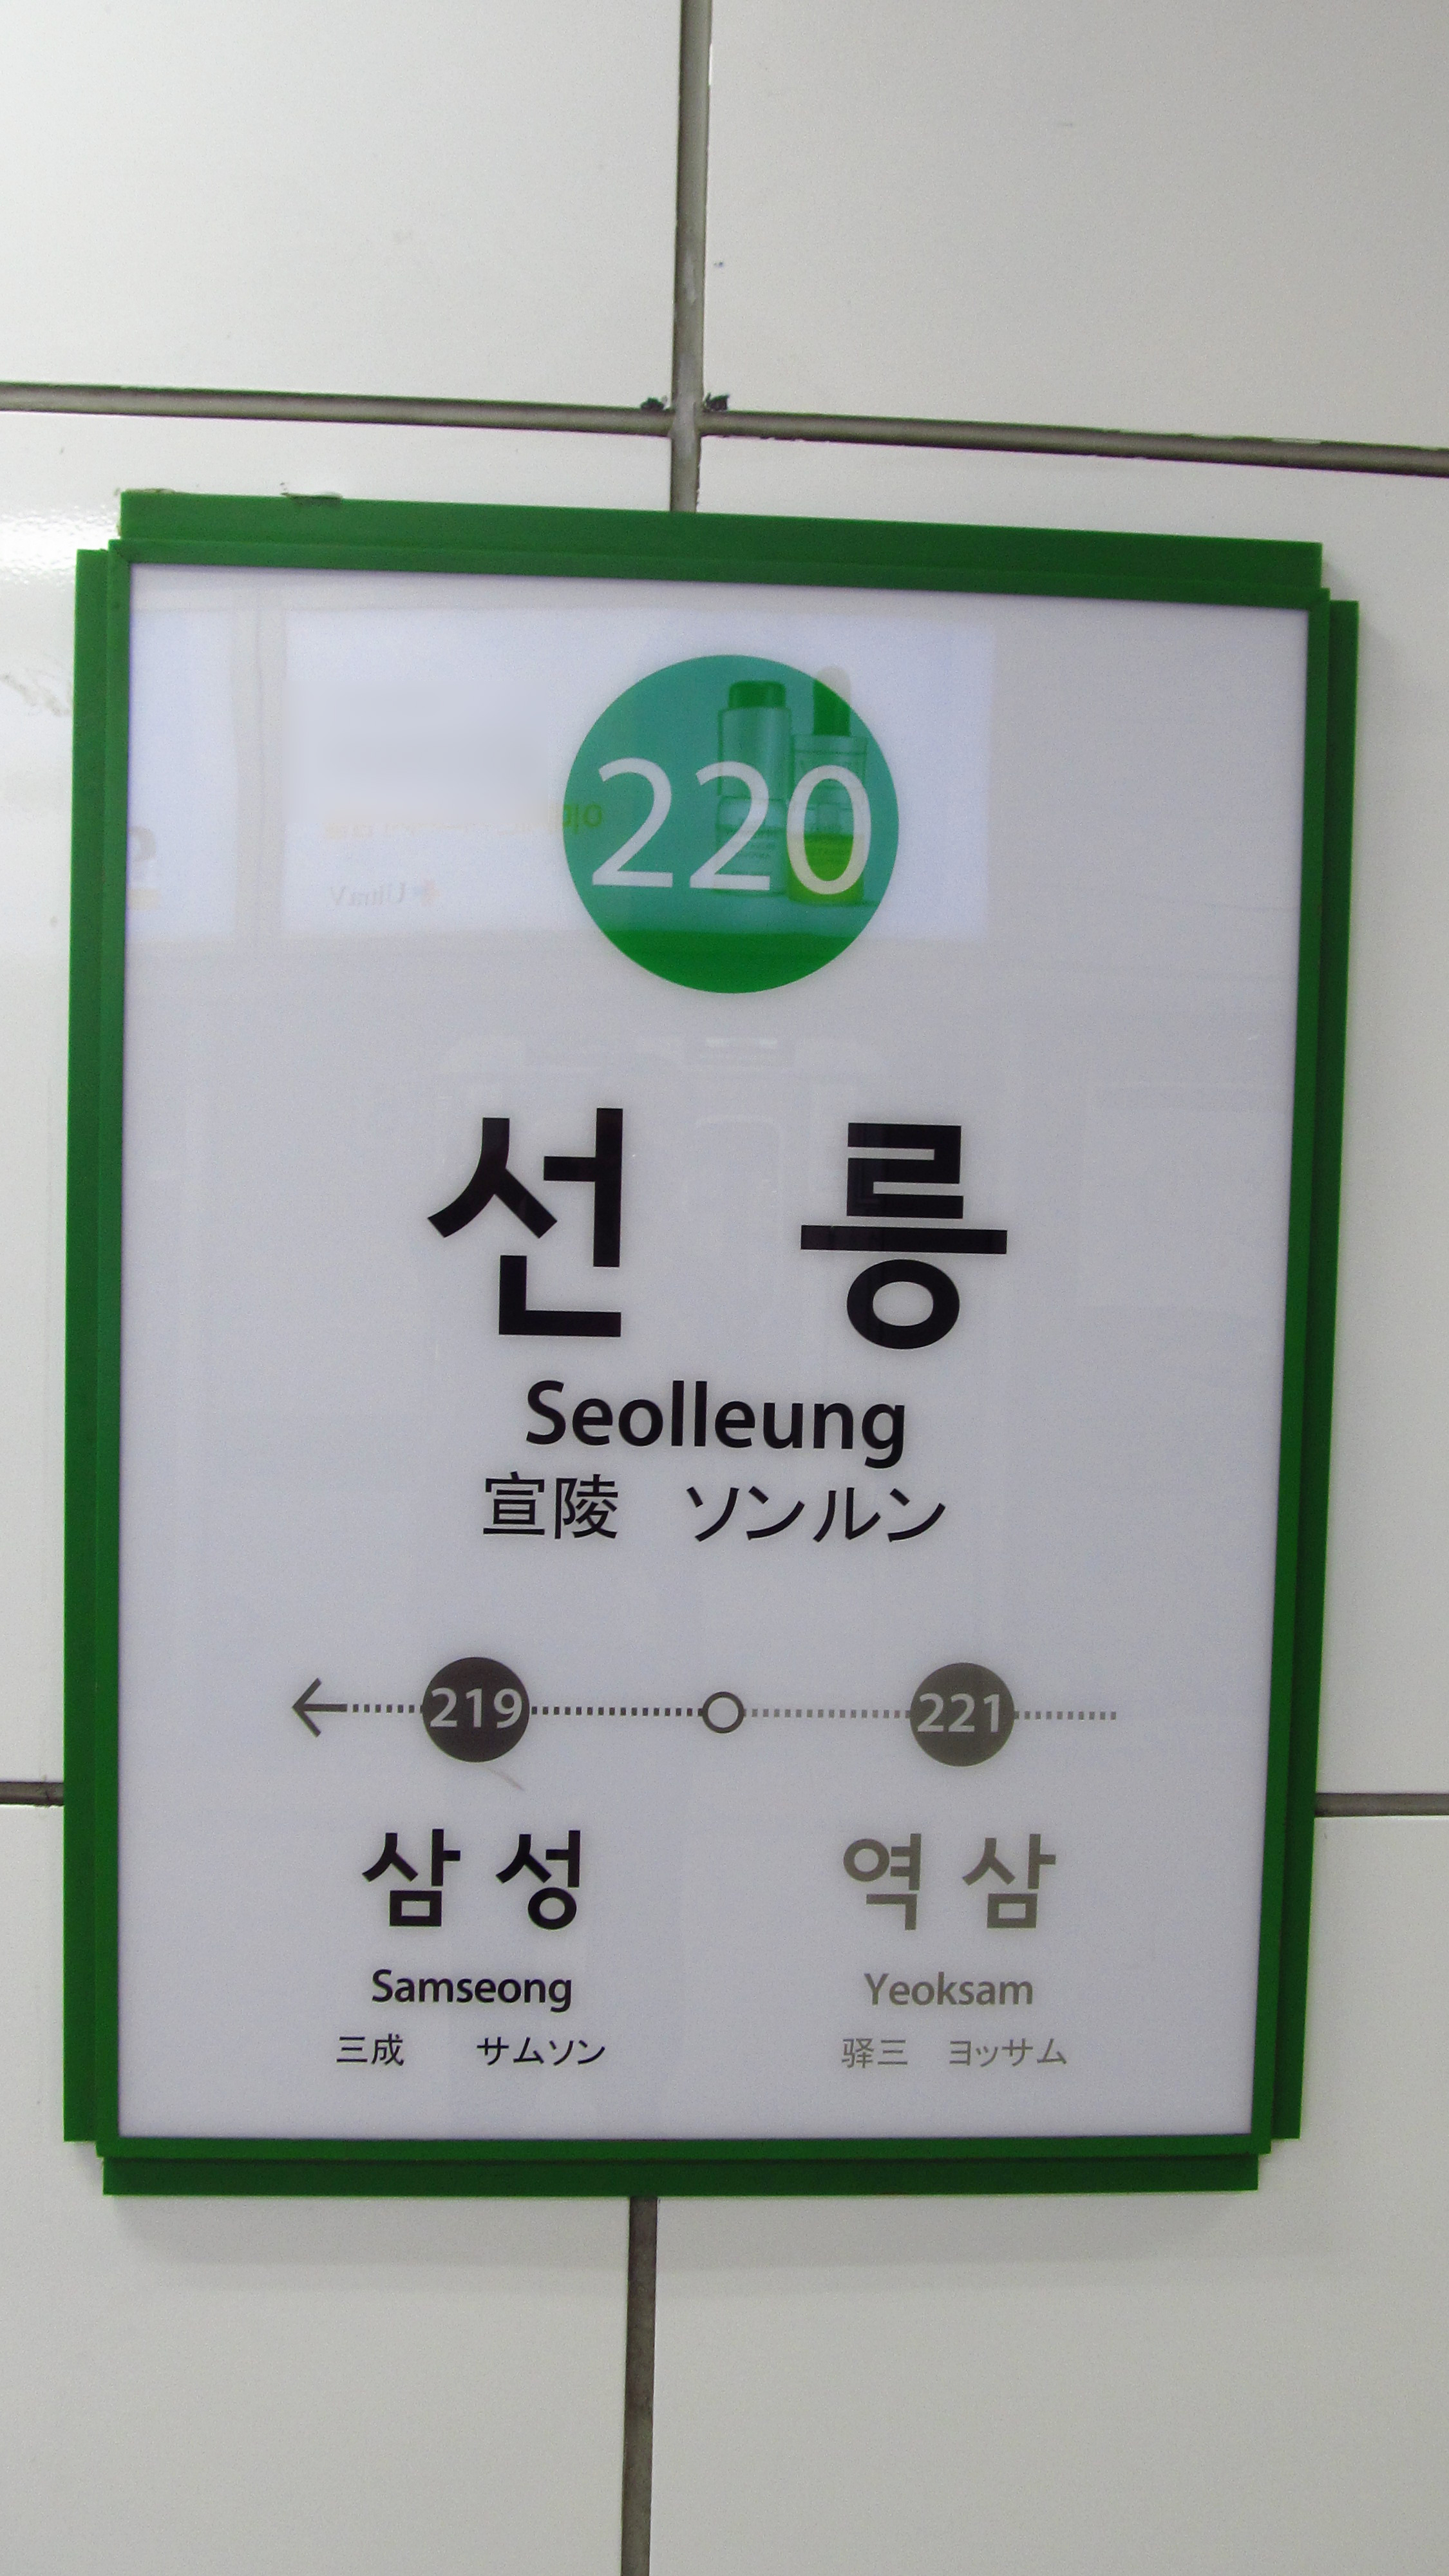 220
선릉
Seolleung
宣陵 ソンルン
219 221
삼성 역삼
Samseong Yeoksam
三成 サムソン 驿三 ヨッサム